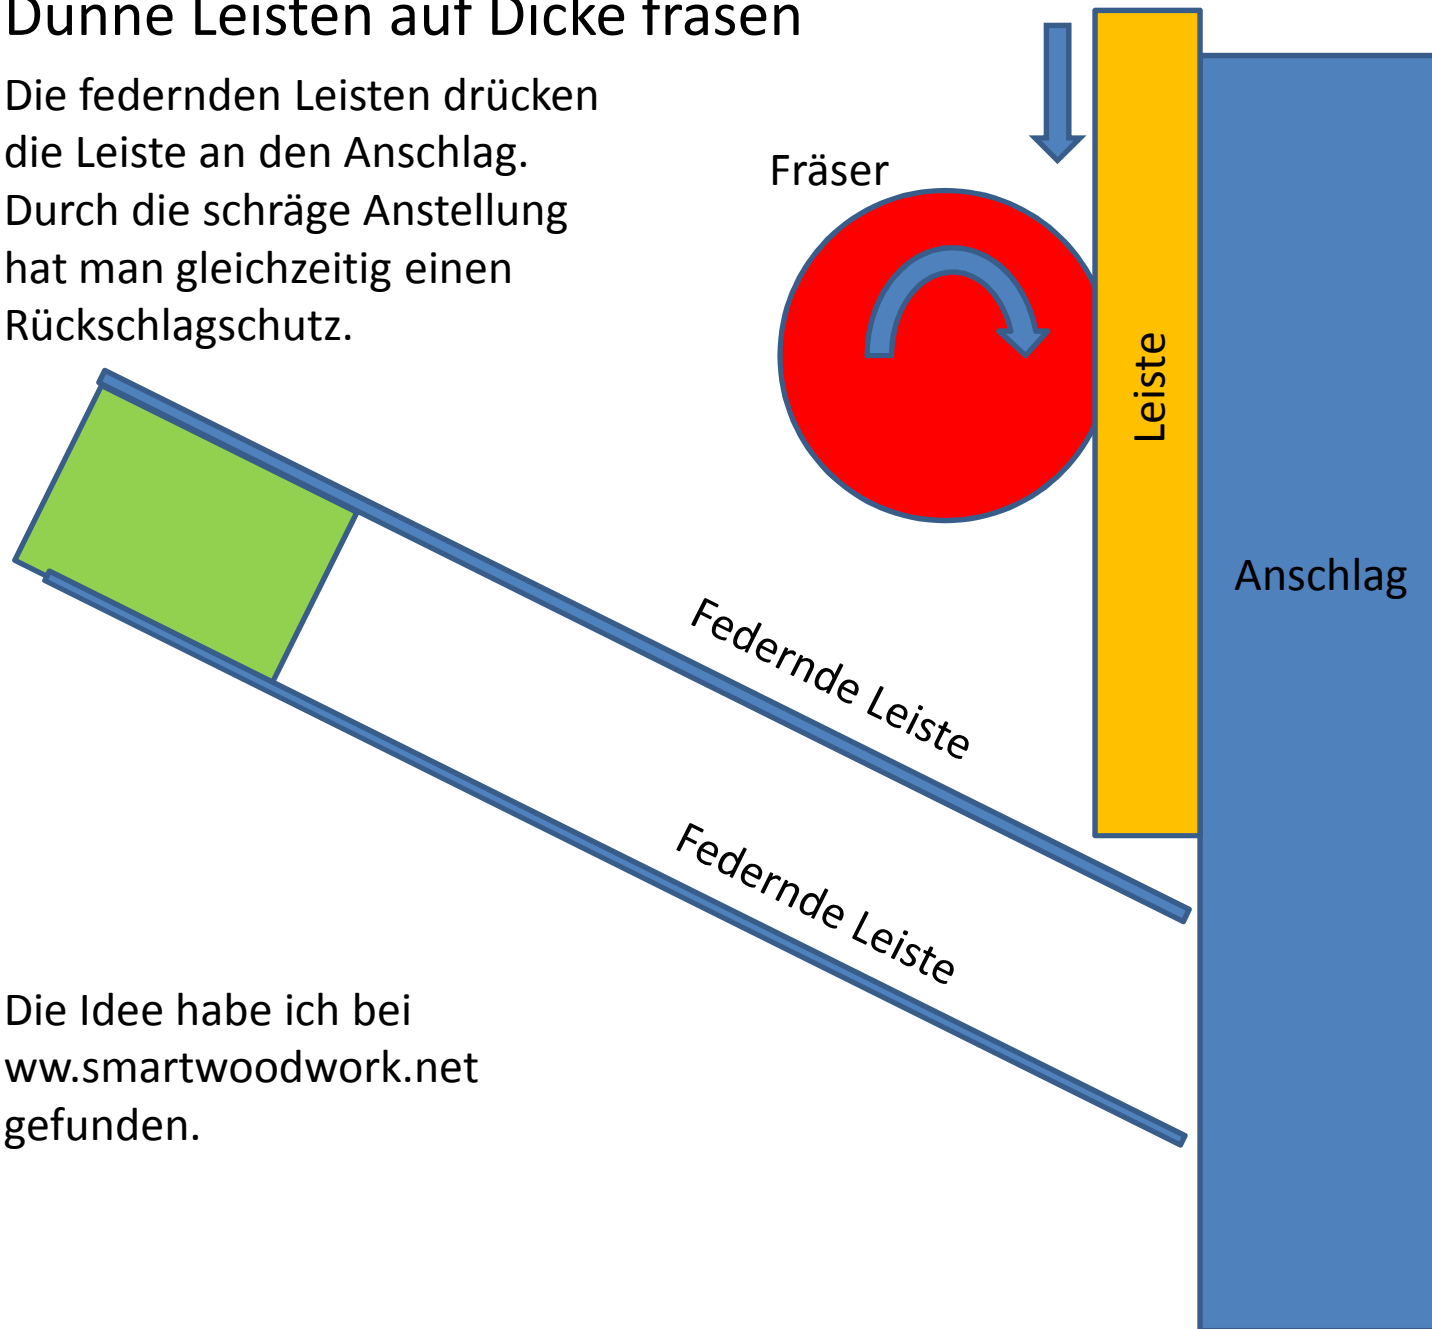 Dünne Leisten auf Dicke fräsen
Die federnden Leisten drücken
die Leiste an den Anschlag.
Durch die schräge Anstellung
hat man gleichzeitig einen
Rückschlagschutz.
Fräser
Leiste
Anschlag
Federnde Leiste
Federnde Leiste
Die Idee habe ich bei
ww.smartwoodwork.net
gefunden.